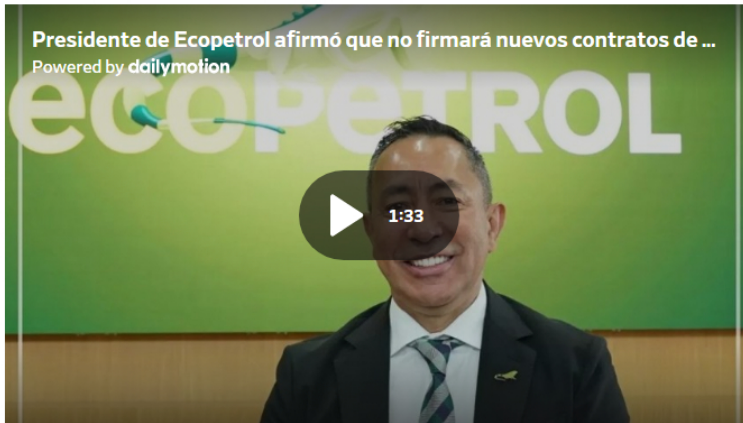 Presidente de Ecopetrol afirmó que no firmará nuevos contratos de ...
Powered by dailymotion
ecoPeTROL
1:33